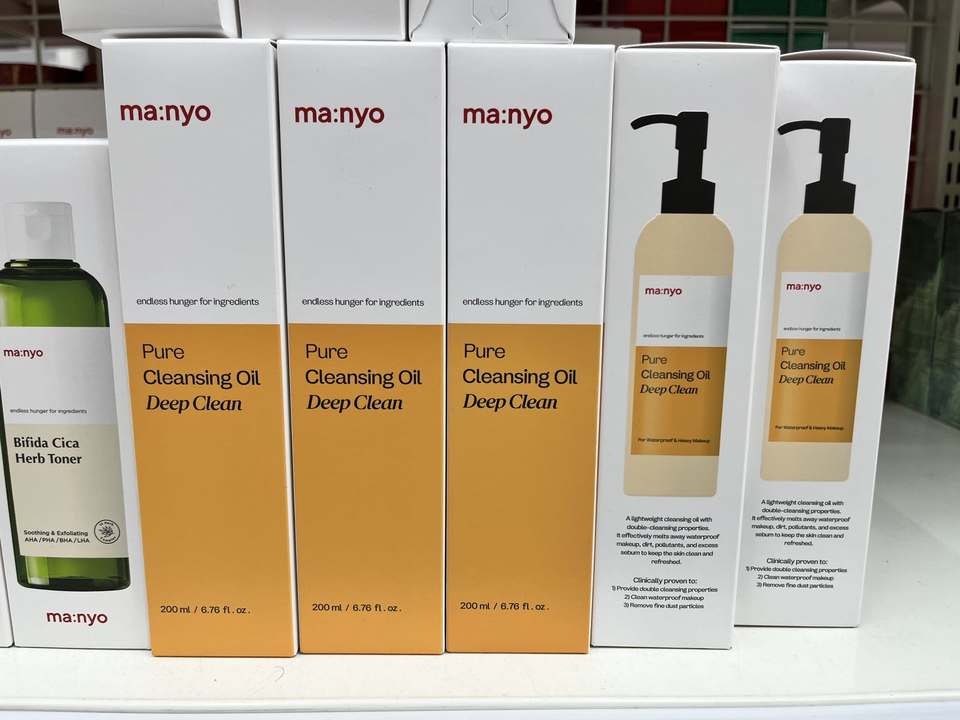 ma:nyo
endless hunger for ingredients
Bifida Cica
Herb Toner
Soothing & Exfoliating
AHA / PHA / BHA / LHA
ma:nyo
ma:nyo
endless hunger for ingredients
Pure
Cleansing Oil
Deep Clean
200 ml / 6.76 fl. oz.
ma:nyo
endless hunger for ingredients
Pure
Cleansing Oil
Deep Clean
200 ml / 6.76 fl. oz.
ma:nyo
endless hunger for ingredients
Pure
Cleansing Oil
Deep Clean
200 ml / 6.76 fl. oz.
ma:nyo
endless hunger for ingredients
Pure
Cleansing Oil
Deep Clean
For Waterproof & Heavy Makeup
A lightweight cleansing oil with
double-cleansing properties.
It effectively melts away waterproof
makeup, dirt, pollutants, and excess
sebum to keep the skin clean and
refreshed.
Clinically proven to:
1) Provide double cleansing properties
2) Clean waterproof makeup
3) Remove fine dust particles
ma:nyo
endless hunger for ingredients
Pure
Cleansing Oil
Deep Clean
For Waterproof & Heavy Makeup
A lightweight cleansing oil with
double-cleansing properties.
It effectively melts away waterproof
makeup, dirt, pollutants, and excess
sebum to keep the skin clean and
refreshed.
Clinically proven to:
1) Provide double cleansing properties
2) Clean waterproof makeup
3) Remove fine dust particles